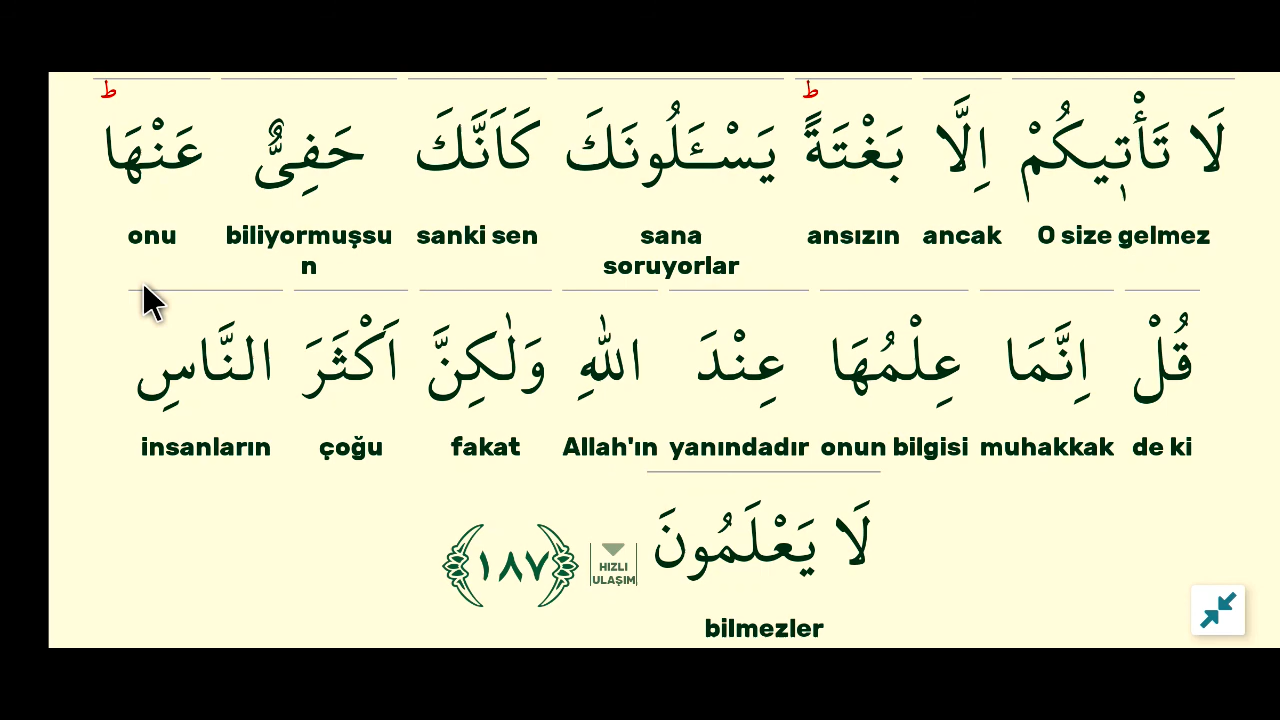 لَا تَأْتٖيكُمْ اِلَّا بَغْتَةًؕ يَسْـَٔلُونَكَ كَاَنَّكَ حَفِىٌّ عَنْهَاؕ
O size gelmez ancak ansızın sana soruyorlar sanki sen biliyormuşsun onu
قُلْ اِنَّمَا عِلْمُهَا عِنْدَ اللّٰهِ وَلٰكِنَّ اَكْثَرَ النَّاسِ
de ki muhakkak onun bilgisi yanındadır Allah'ın fakat çoğu insanların
لَا يَعْلَمُونَ ﴿١٨٧﴾
HIZLI
ULAŞIM
bilmezler